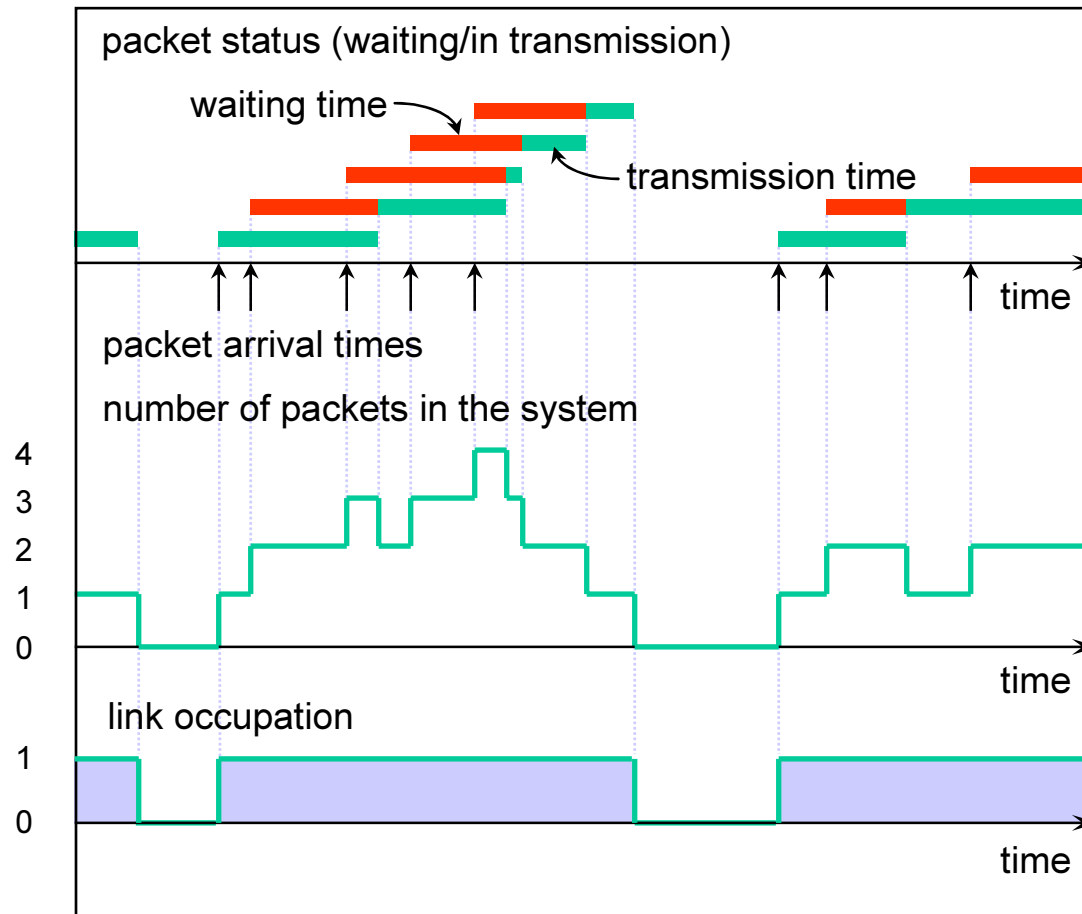 packet status (waiting/in transmission)
waiting time
transmission time
time
packet arrival times
number of packets in the system
4
3
2
1
0
time
link occupation
1
0
time